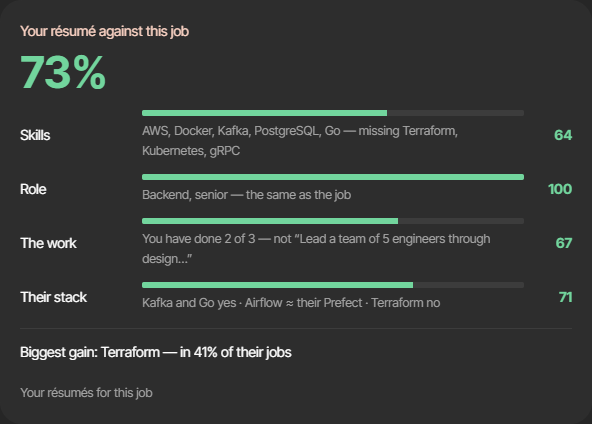 Your résumé against this job
73%
Skills
AWS, Docker, Kafka, PostgreSQL, Go — missing Terraform,
Kubernetes, gRPC
64
Role
Backend, senior — the same as the job
100
The work
You have done 2 of 3 — not “Lead a team of 5 engineers through
design...”
67
Their stack
Kafka and Go yes · Airflow ≈ their Prefect · Terraform no
71
Biggest gain: Terraform — in 41% of their jobs
Your résumés for this job